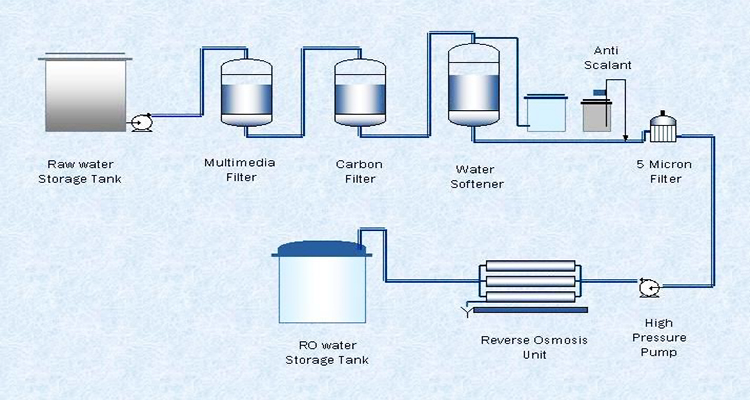 Anti
Scalant
Raw water
Storage Tank
Multimedia
Filter
Carbon
Filter
Water
Softener
5 Micron
Filter
RO water
Storage Tank
Reverse Osmosis
Unit
High
Pressure
Pump